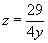 z = 29/4y